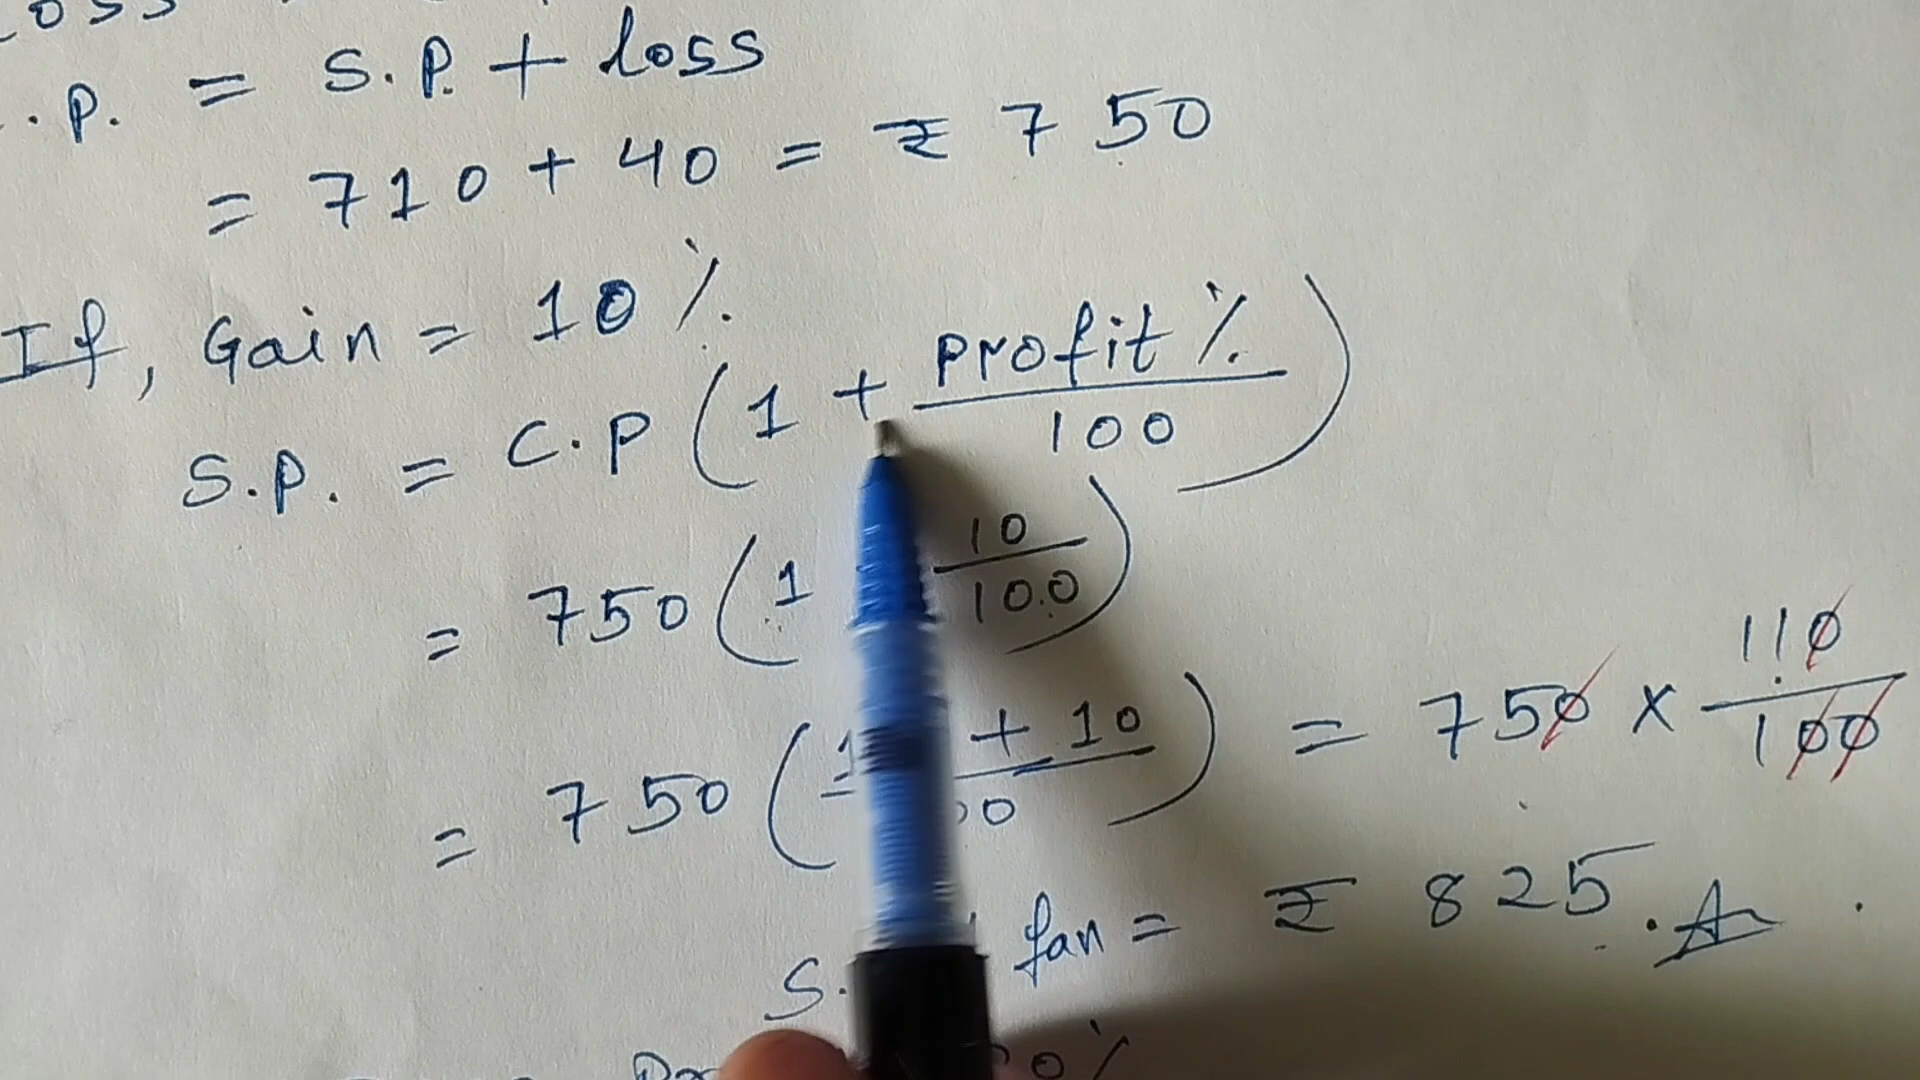 .P. = S.P. + loss
= 710 + 40 = ₹ 750
If, Gain = 10 %
S.P. = C.P ( 1 + profit % / 100 )
= 750 ( 1 10 / 100 )
= 750 ( + 10 / 00 ) = 750 × 110 / 100
S. fan = ₹ 825.